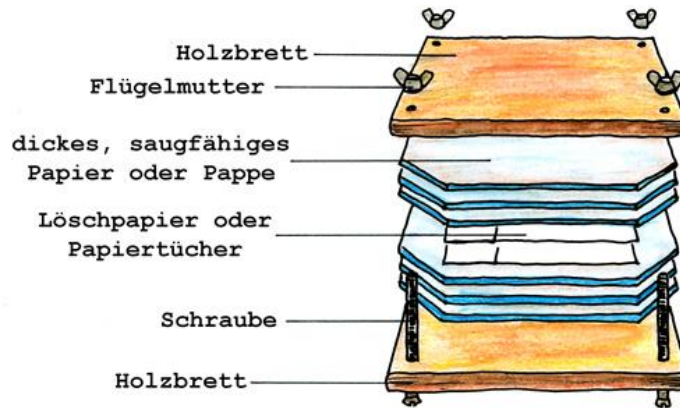 Holzbrett
Flügelmutter
dickes, saugfähiges
Papier oder Pappe
Löschpapier oder
Papiertücher
Schraube
Holzbrett